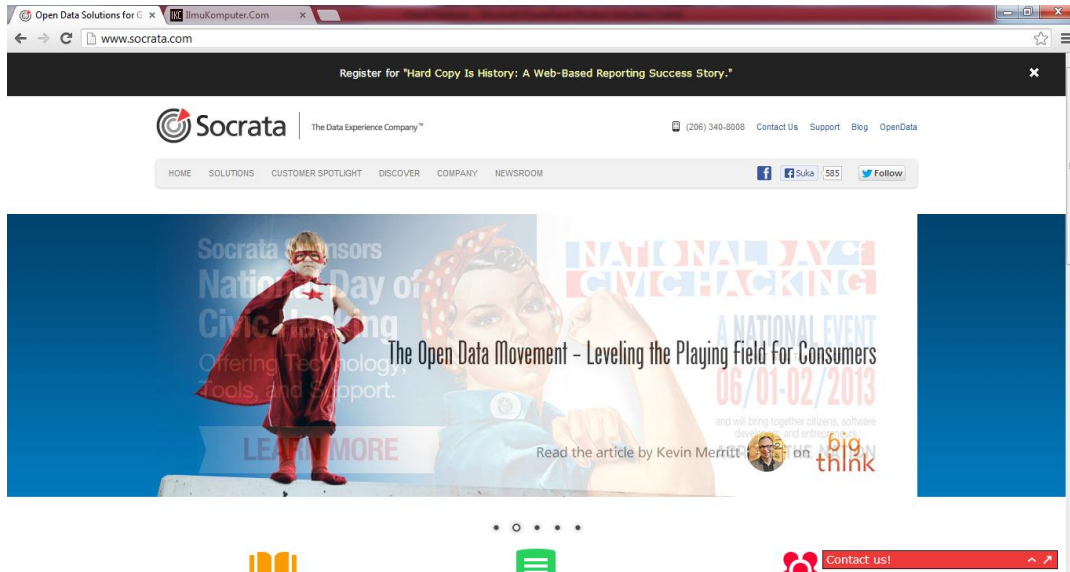 Open Data Solutions for G
IlmuKomputer.Com
www.socrata.com
Register for "Hard Copy Is History: A Web-Based Reporting Success Story."
Socrata
The Data Experience Company™
(206) 340-8008 Contact Us Support Blog OpenData
HOME SOLUTIONS CUSTOMER SPOTLIGHT DISCOVER COMPANY NEWSROOM
Suka 585 Follow
Socrata Sponsors
National Day of
Civic Hacking
Offering Technology,
Tools, and Support.
LEARN MORE
NATIONAL DAY of
CIVIC HACKING
A NATIONAL EVENT
The Open Data Movement – Leveling the Playing Field For Consumers
06/01-02/2013
and will bring together citizens, software
Read the article by Kevin Merritt on big think
Contact us!